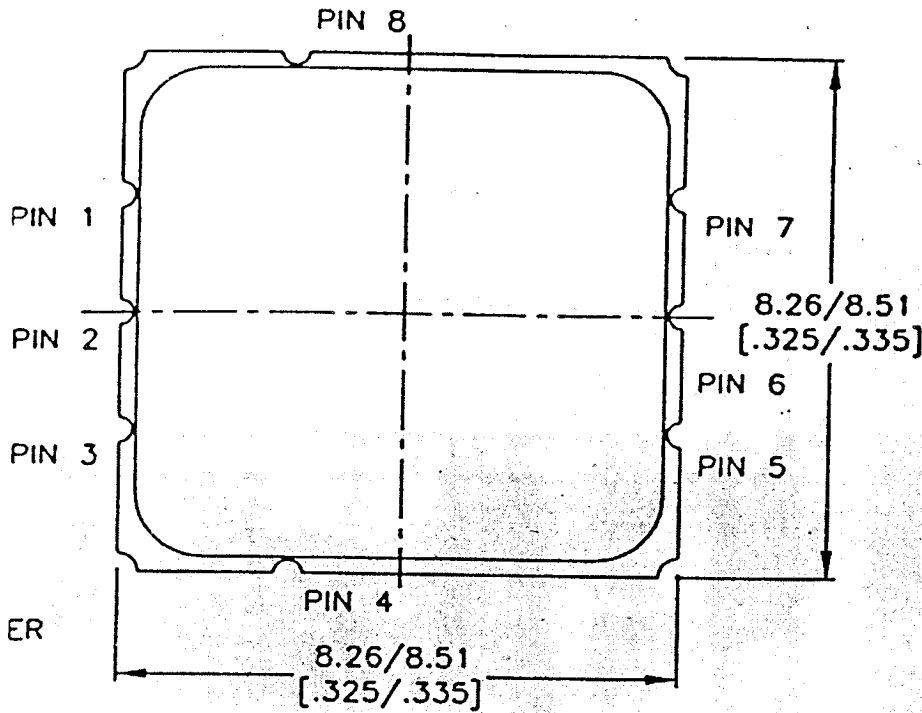 PIN 8
PIN 1
PIN 7
8.26/8.51
[.325/.335]
PIN 2
PIN 6
PIN 3
PIN 5
PIN 4
ER
8.26/8.51
[.325/.335]